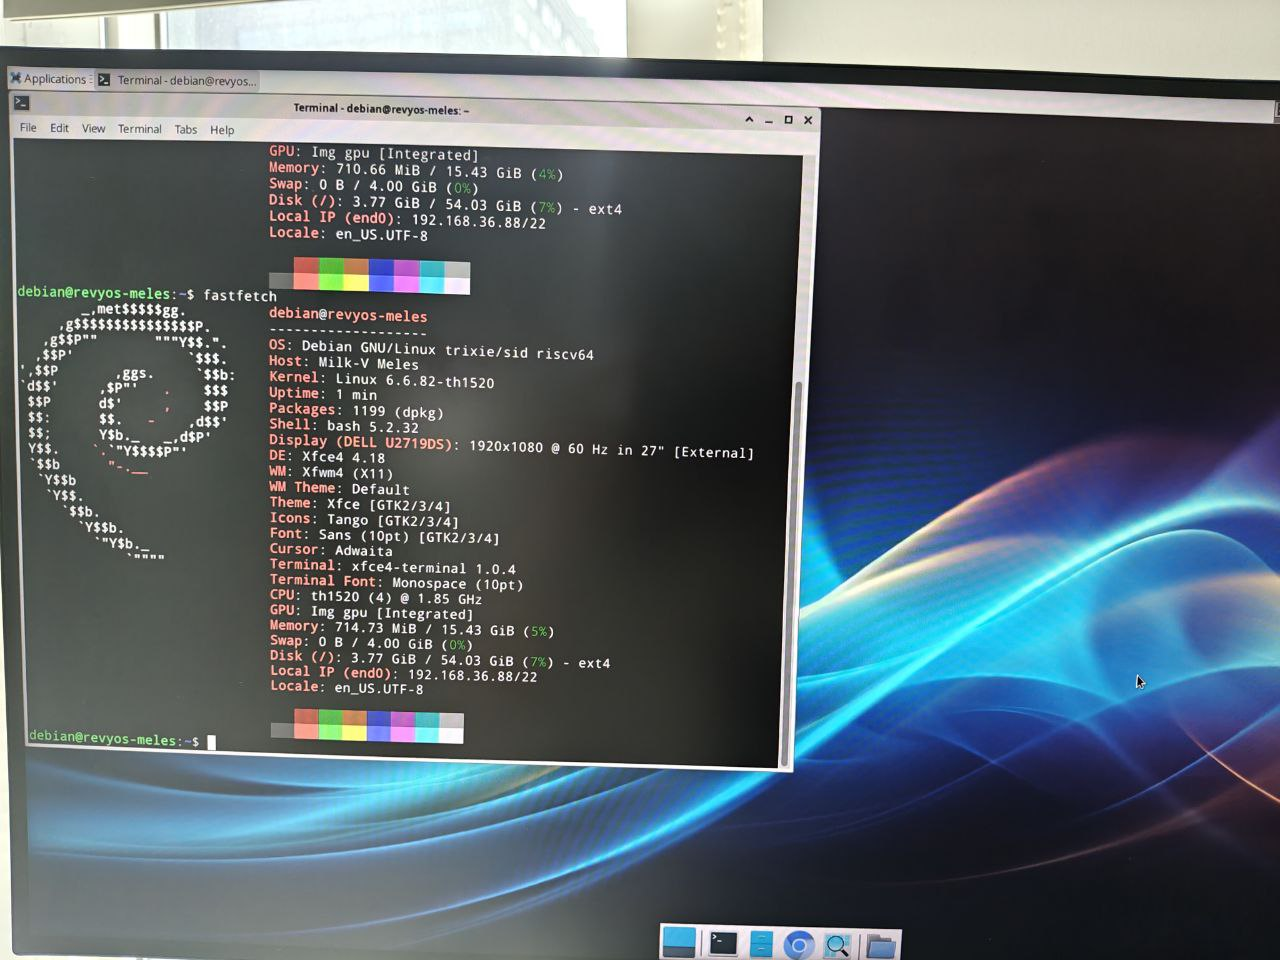 Applications
Terminal - debian@revyos...
Terminal - debian@revyos-meles: ~
File Edit View Terminal Tabs Help
GPU: Img gpu [Integrated]
Memory: 710.66 MiB / 15.43 GiB (4%)
Swap: 0 B / 4.00 GiB (0%)
Disk (/): 3.77 GiB / 54.03 GiB (7%) - ext4
Local IP (end0): 192.168.36.88/22
Locale: en_US.UTF-8
debian@revyos-meles:~$ fastfetch
debian@revyos-meles
-------------------
OS: Debian GNU/Linux trixie/sid riscv64
Host: Milk-V Meles
Kernel: Linux 6.6.82-th1520
Uptime: 1 min
Packages: 1199 (dpkg)
Shell: bash 5.2.32
Display (DELL U2719DS): 1920x1080 @ 60 Hz in 27" [External]
DE: Xfce4 4.18
WM: Xfwm4 (X11)
WM Theme: Default
Theme: Xfce [GTK2/3/4]
Icons: Tango [GTK2/3/4]
Font: Sans (10pt) [GTK2/3/4]
Cursor: Adwaita
Terminal: xfce4-terminal 1.0.4
Terminal Font: Monospace (10pt)
CPU: th1520 (4) @ 1.85 GHz
GPU: Img gpu [Integrated]
Memory: 714.73 MiB / 15.43 GiB (5%)
Swap: 0 B / 4.00 GiB (0%)
Disk (/): 3.77 GiB / 54.03 GiB (7%) - ext4
Local IP (end0): 192.168.36.88/22
Locale: en_US.UTF-8
debian@revyos-meles:~$